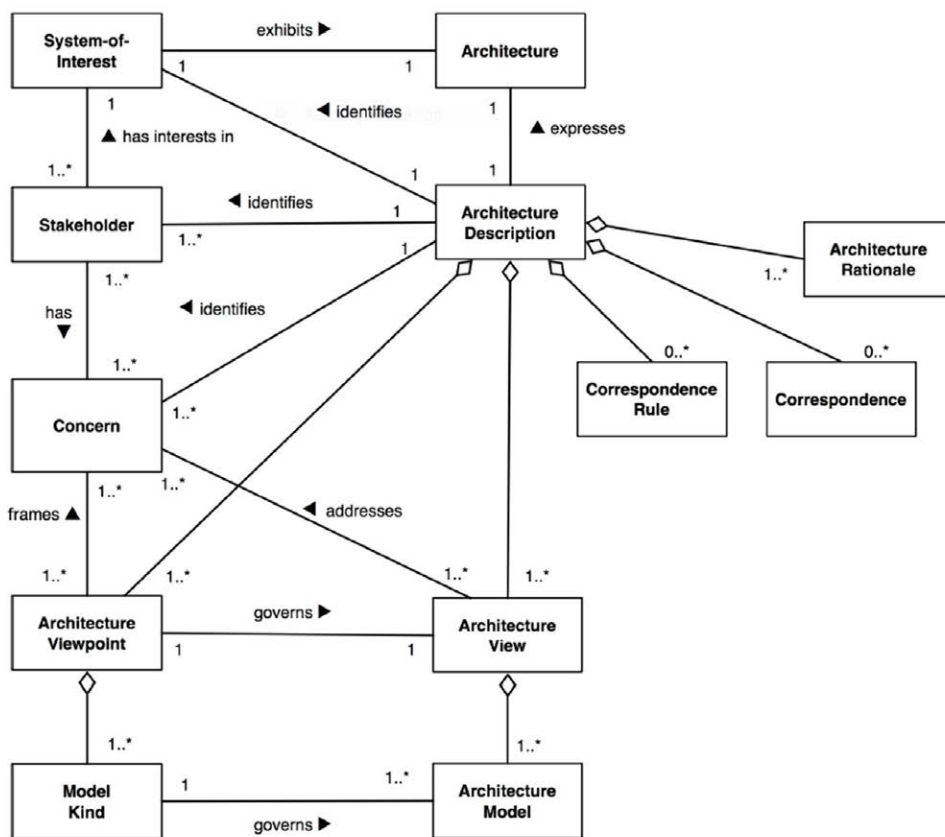 System-of-
Interest
exhibits ▶
Architecture
1
1
◀ identifies
1
1
▲ has interests in
▲ expresses
1..*
1
1
Stakeholder
◀ identifies
1
1..*
Architecture
Description
1..*
1
Architecture
Rationale
1..*
has
▼
◀ identifies
1..*
1..*
0..*
0..*
Concern
Correspondence
Rule
Correspondence
1..*
1..*
frames ▲
◀ addresses
1..*
1..*
1..*
1..*
Architecture
Viewpoint
governs ▶
Architecture
View
1
1
1..*
1..*
Model
Kind
1
1..*
Architecture
Model
governs ▶